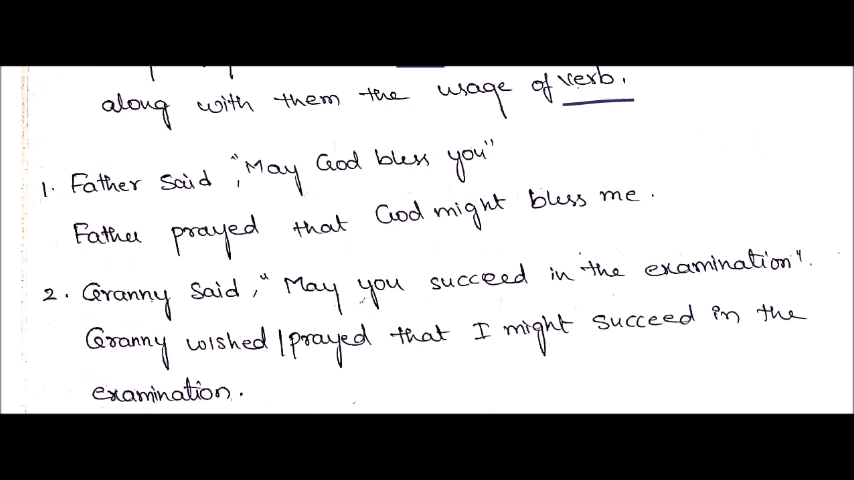 along with them the usage of verb.
1. Father said, "May God bless you"
Father prayed that God might bless me.
2. Granny said, "May you succeed in the examination".
Granny wished/prayed that I might succeed in the
examination.